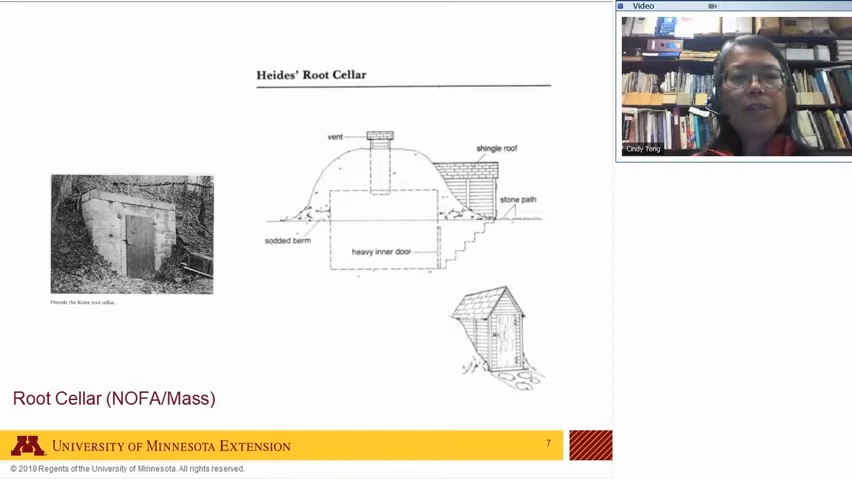 Video
Heides' Root Cellar
vent
shingle roof
stone path
sodded berm
heavy inner door
Outside the Knier root cellar.
Cindy Tong
Root Cellar (NOFA/Mass)
M UNIVERSITY OF MINNESOTA EXTENSION
7
© 2018 Regents of the University of Minnesota. All rights reserved.